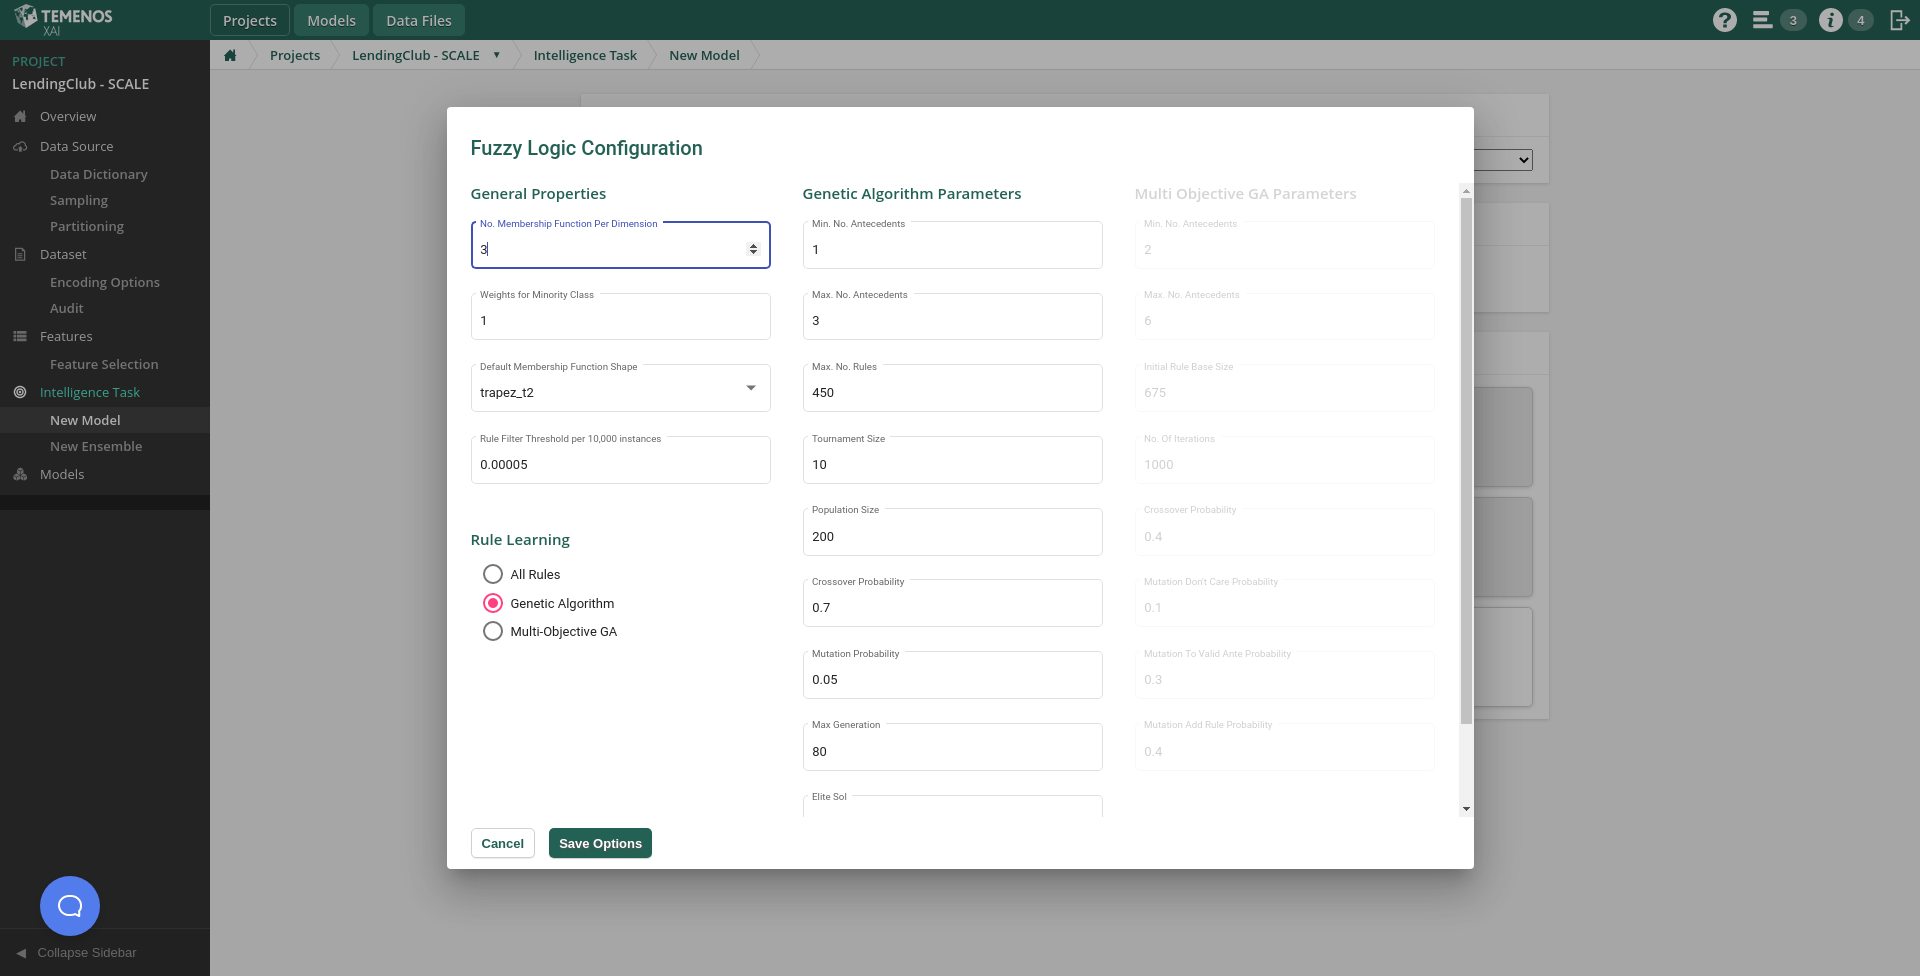 TEMENOS
XAI
Projects
Models
Data Files
?
3
i
4
PROJECT
LendingClub - SCALE
Overview
Data Source
Data Dictionary
Sampling
Partitioning
Dataset
Encoding Options
Audit
Features
Feature Selection
Intelligence Task
New Model
New Ensemble
Models
Collapse Sidebar
Projects
LendingClub - SCALE
Intelligence Task
New Model
Fuzzy Logic Configuration
General Properties
No. Membership Function Per Dimension
3
Weights for Minority Class
1
Default Membership Function Shape
trapez_t2
Rule Filter Threshold per 10,000 instances
0.00005
Rule Learning
All Rules
Genetic Algorithm
Multi-Objective GA
Genetic Algorithm Parameters
Min. No. Antecedents
1
Max. No. Antecedents
3
Max. No. Rules
450
Tournament Size
10
Population Size
200
Crossover Probability
0.7
Mutation Probability
0.05
Max Generation
80
Elite Sol
Multi Objective GA Parameters
Min. No. Antecedents
2
Max. No. Antecedents
6
Initial Rule Base Size
675
No. Of Iterations
1000
Crossover Probability
0.4
Mutation Don't Care Probability
0.1
Mutation To Valid Ante Probability
0.3
Mutation Add Rule Probability
0.4
Cancel
Save Options